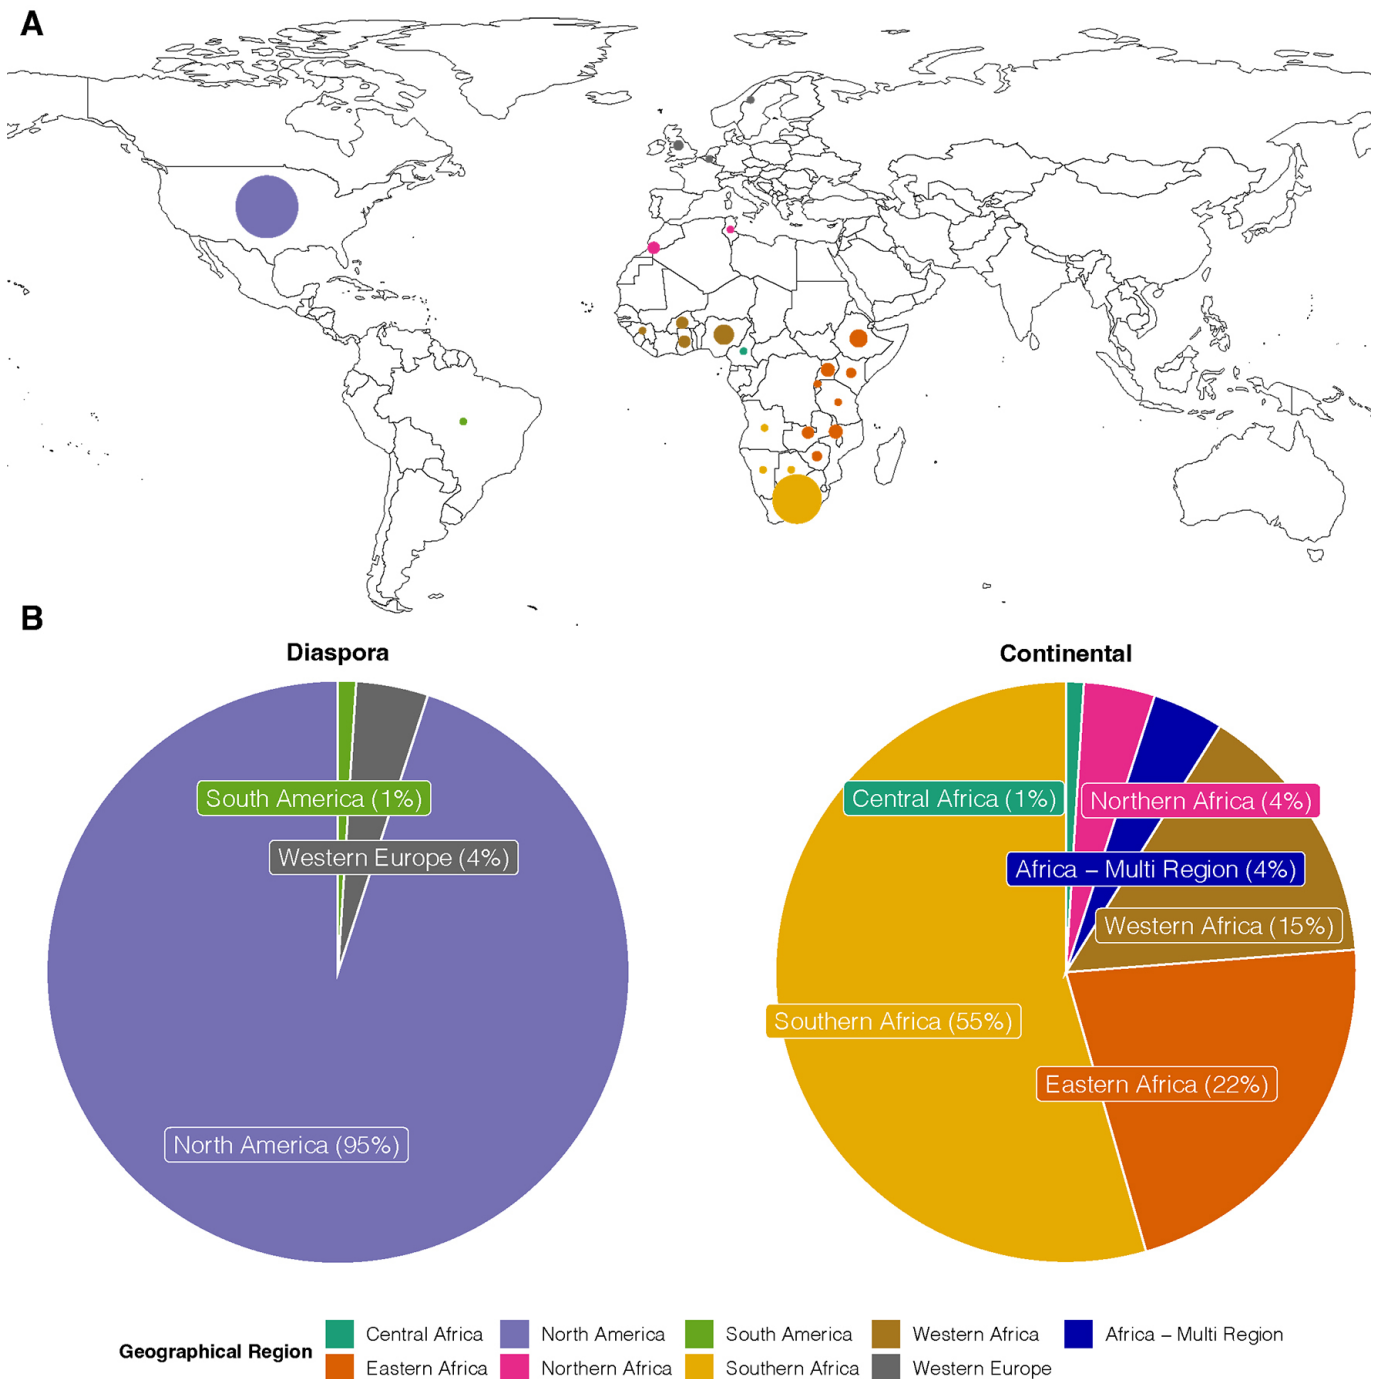 A
B
Diaspora
Continental
South America (1%)
Western Europe (4%)
North America (95%)
Central Africa (1%)
Northern Africa (4%)
Africa – Multi Region (4%)
Western Africa (15%)
Southern Africa (55%)
Eastern Africa (22%)
Geographical Region
Central Africa
North America
South America
Western Africa
Africa – Multi Region
Eastern Africa
Northern Africa
Southern Africa
Western Europe